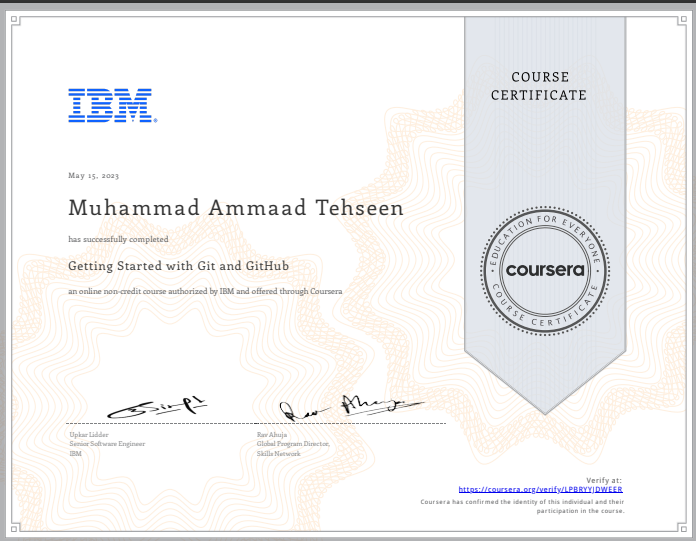 COURSE
CERTIFICATE
IBM®
May 15, 2023
Muhammad Ammaad Tehseen
has successfully completed
Getting Started with Git and GitHub
an online non-credit course authorized by IBM and offered through Coursera
EDUCATION FOR EVERYONE
coursera
COURSE CERTIFICATE
Upkar Lidder
Senior Software Engineer
IBM
Rav Ahuja
Global Program Director,
Skills Network
Verify at:
https://coursera.org/verify/LPBRYYJDWEER
Coursera has confirmed the identity of this individual and their
participation in the course.